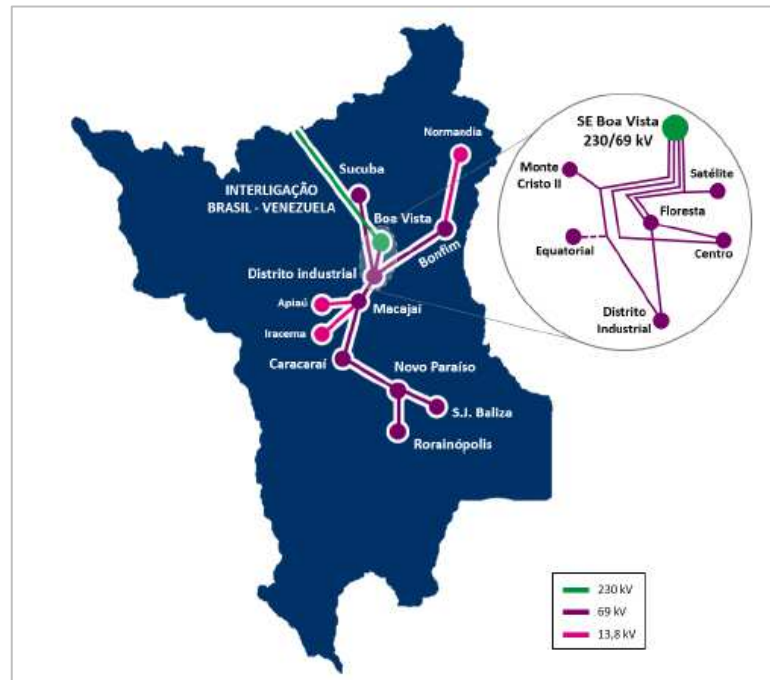 Normandia
Sucuba
INTERLIGAÇÃO
BRASIL - VENEZUELA
Boa Vista
Bonfim
Distrito industrial
Apiaú
Macajaí
Iracema
Caracaraí
Novo Paraíso
S.J. Baliza
Rorainópolis
SE Boa Vista
230/69 kV
Monte
Cristo II
Satélite
Floresta
Equatorial
Centro
Distrito
Industrial
230 kV
69 kV
13,8 kV